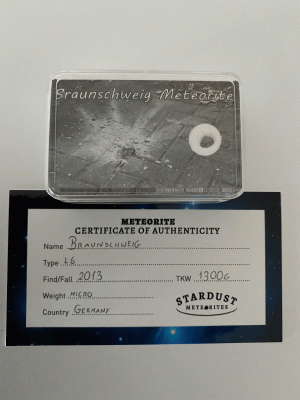 Braunschweig Meteorite
METEORITE
CERTIFICATE OF AUTHENTICITY
Name BRAUNSCHWEIG
Type L6
Find/Fall 2013 TKW 1300G
Weight MICRO
Country GERMANY
STARDUST
METEORITES